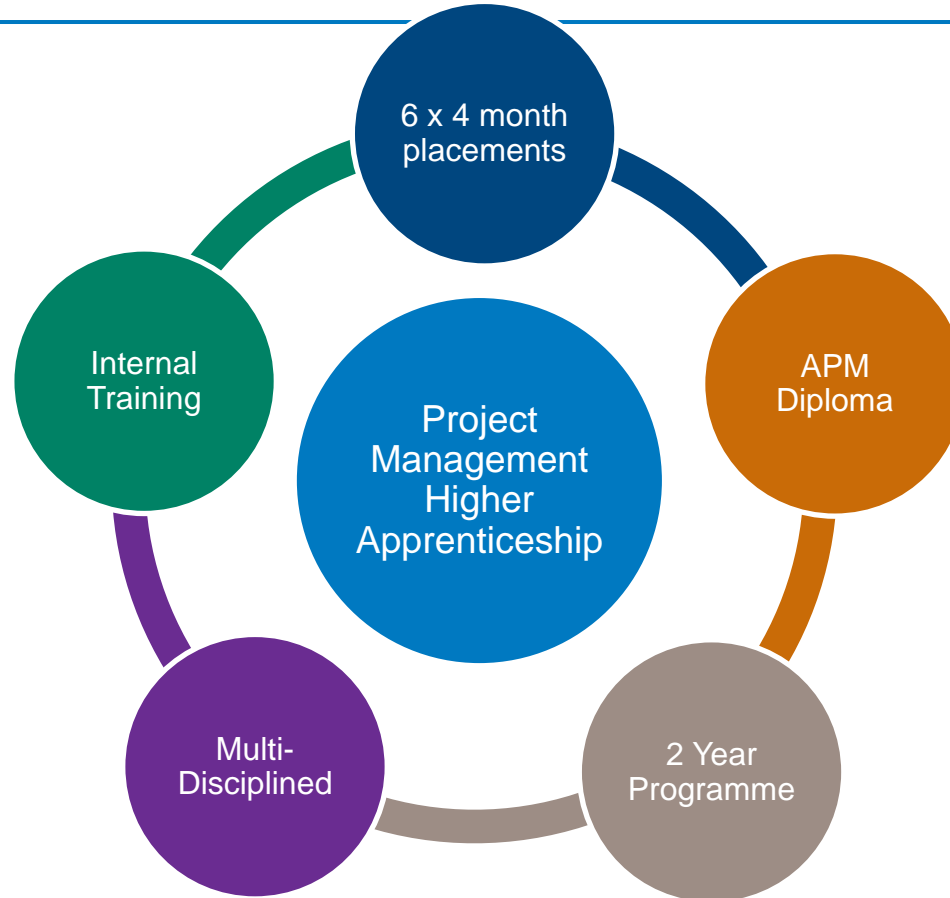 6 x 4 month
placements
APM
Diploma
2 Year
Programme
Multi-
Disciplined
Internal
Training
Project
Management
Higher
Apprenticeship